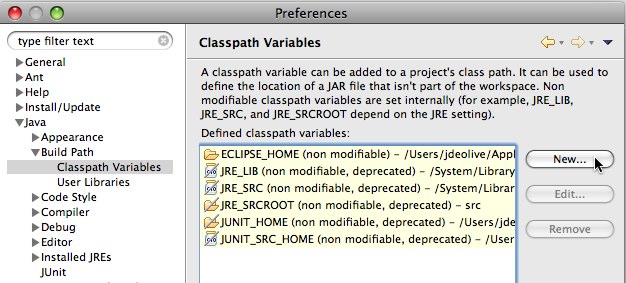 Preferences
type filter text
General
Ant
Help
Install/Update
Java
Appearance
Build Path
Classpath Variables
User Libraries
Code Style
Compiler
Debug
Editor
Installed JREs
JUnit
Classpath Variables
A classpath variable can be added to a project's class path. It can be used to
define the location of a JAR file that isn't part of the workspace. Non
modifiable classpath variables are set internally (for example, JRE_LIB,
JRE_SRC, and JRE_SRCROOT depend on the JRE setting).
Defined classpath variables:
ECLIPSE_HOME (non modifiable) – /Users/jdeolive/Appl
JRE_LIB (non modifiable, deprecated) – /System/Library
JRE_SRC (non modifiable, deprecated) – /System/Librar
JRE_SRCROOT (non modifiable, deprecated) – src
JUNIT_HOME (non modifiable, deprecated) – /Users/jde
JUNIT_SRC_HOME (non modifiable, deprecated) – /User
New...
Edit...
Remove